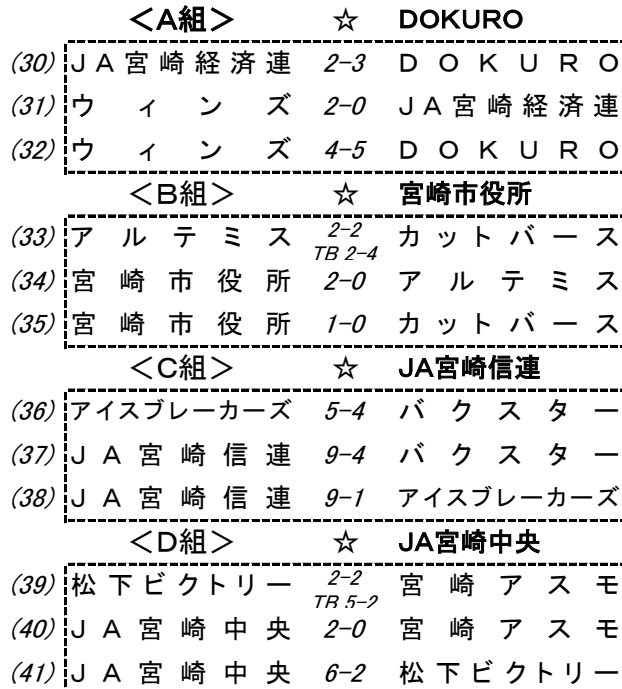 ＜A組＞ ☆ DOKURO
(30) JA宮崎経済連 2-3 DOKURO
(31) ウィンズ 2-0 JA宮崎経済連
(32) ウィンズ 4-5 DOKURO
＜B組＞ ☆ 宮崎市役所
(33) アルテミス 2-2 TB 2-4 カットバース
(34) 宮崎市役所 2-0 アルテミス
(35) 宮崎市役所 1-0 カットバース
＜C組＞ ☆ JA宮崎信連
(36) アイスブレーカーズ 5-4 バクスター
(37) JA宮崎信連 9-4 バクスター
(38) JA宮崎信連 9-1 アイスブレーカーズ
＜D組＞ ☆ JA宮崎中央
(39) 松下ビクトリー 2-2 TB 5-2 宮崎アスモ
(40) JA宮崎中央 2-0 宮崎アスモ
(41) JA宮崎中央 6-2 松下ビクトリー